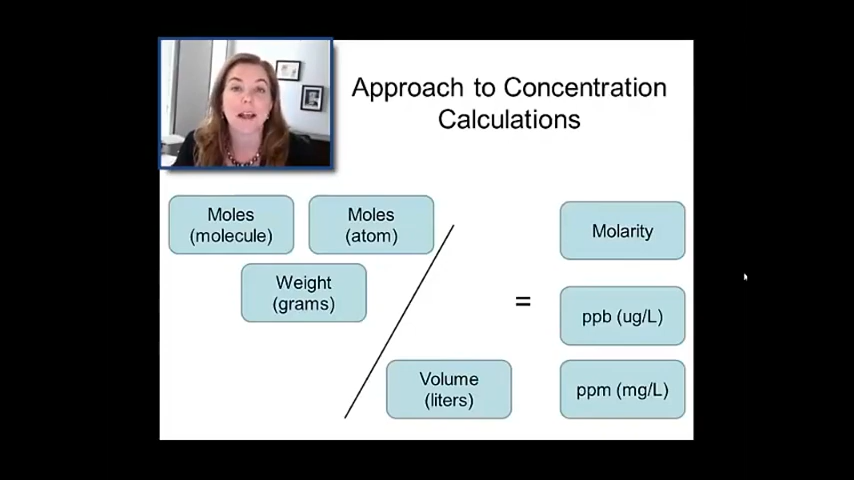 Approach to Concentration
Calculations
Moles
(molecule)
Moles
(atom)
Weight
(grams)
Volume
(liters)
=
Molarity
ppb (ug/L)
ppm (mg/L)